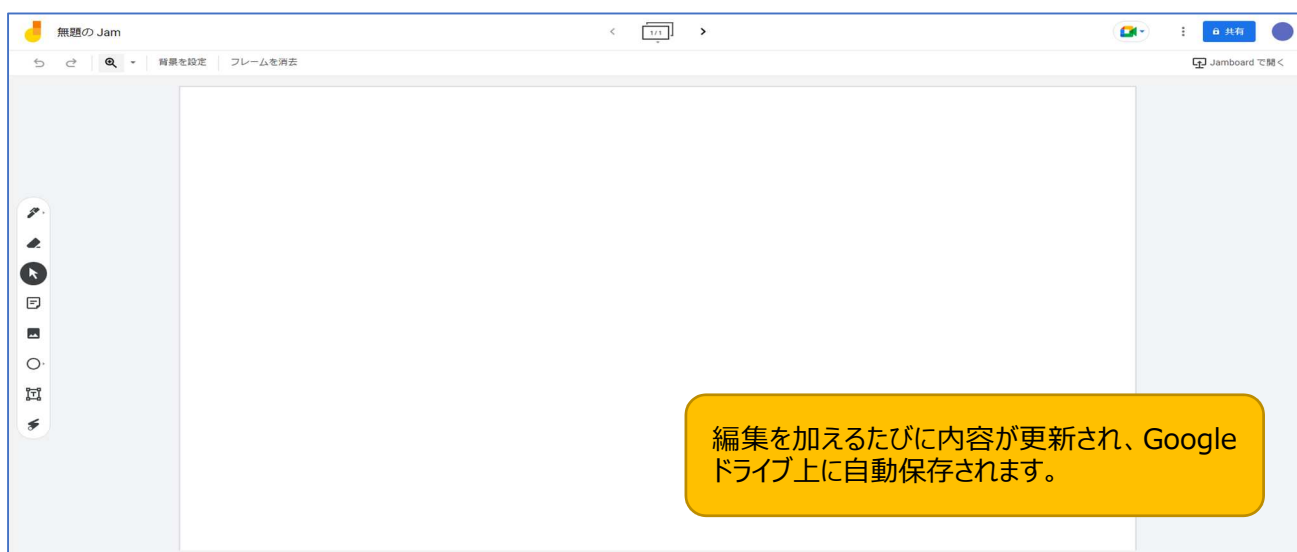 無題の Jam
1/1
共有
背景を設定
フレームを消去
Jamboard で開く
T
編集を加えるたびに内容が更新され、Google
ドライブ上に自動保存されます。